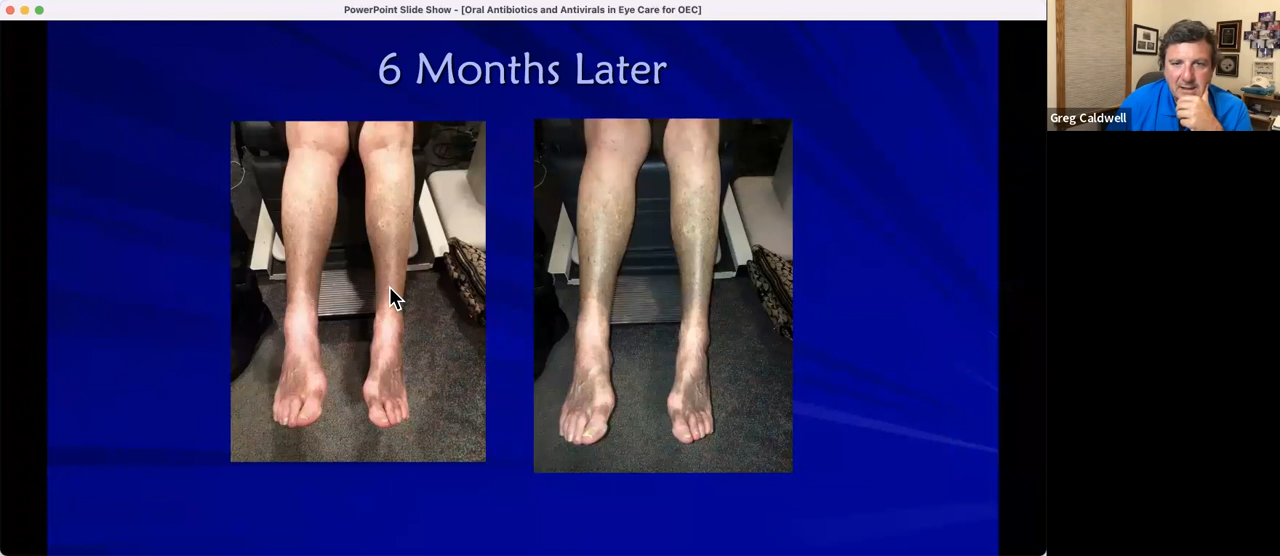 PowerPoint Slide Show - [Oral Antibiotics and Antivirals in Eye Care for OEC]
6 Months Later
Greg Caldwell